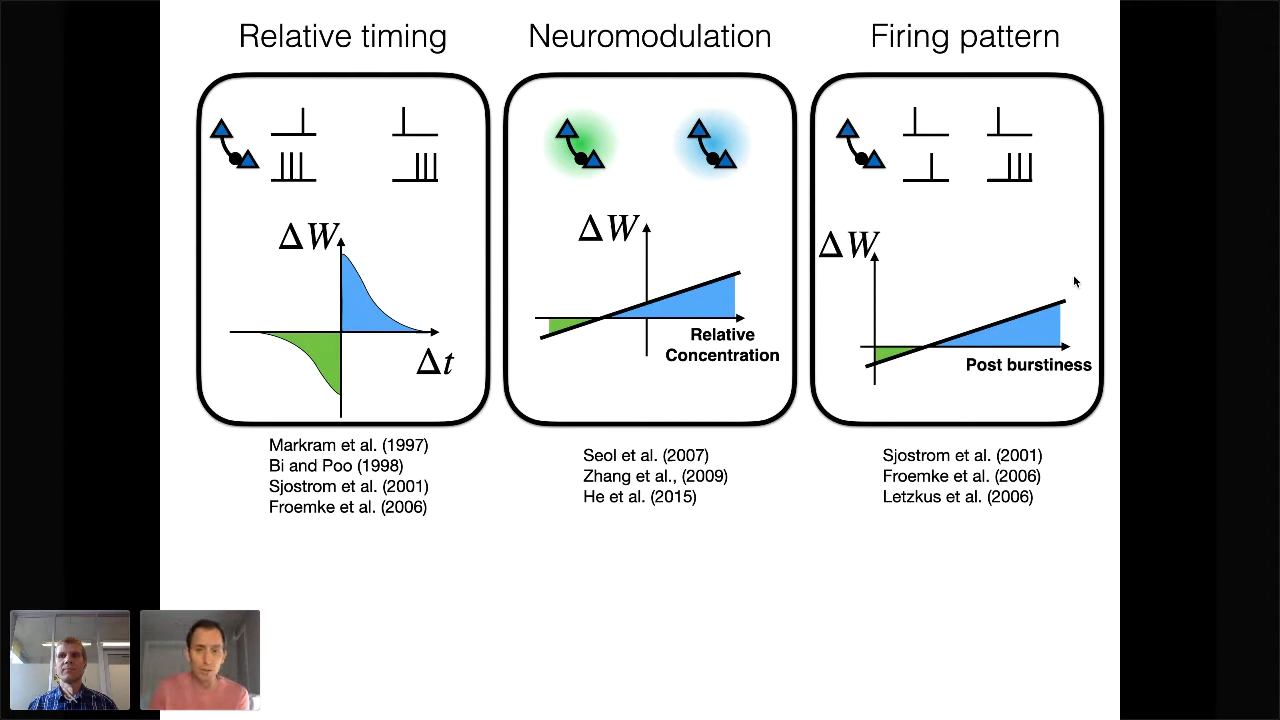 Relative timing
ΔW
Δt
Markram et al. (1997)
Bi and Poo (1998)
Sjostrom et al. (2001)
Froemke et al. (2006)
Neuromodulation
ΔW
Relative
Concentration
Seol et al. (2007)
Zhang et al., (2009)
He et al. (2015)
Firing pattern
ΔW
Post burstiness
Sjostrom et al. (2001)
Froemke et al. (2006)
Letzkus et al. (2006)